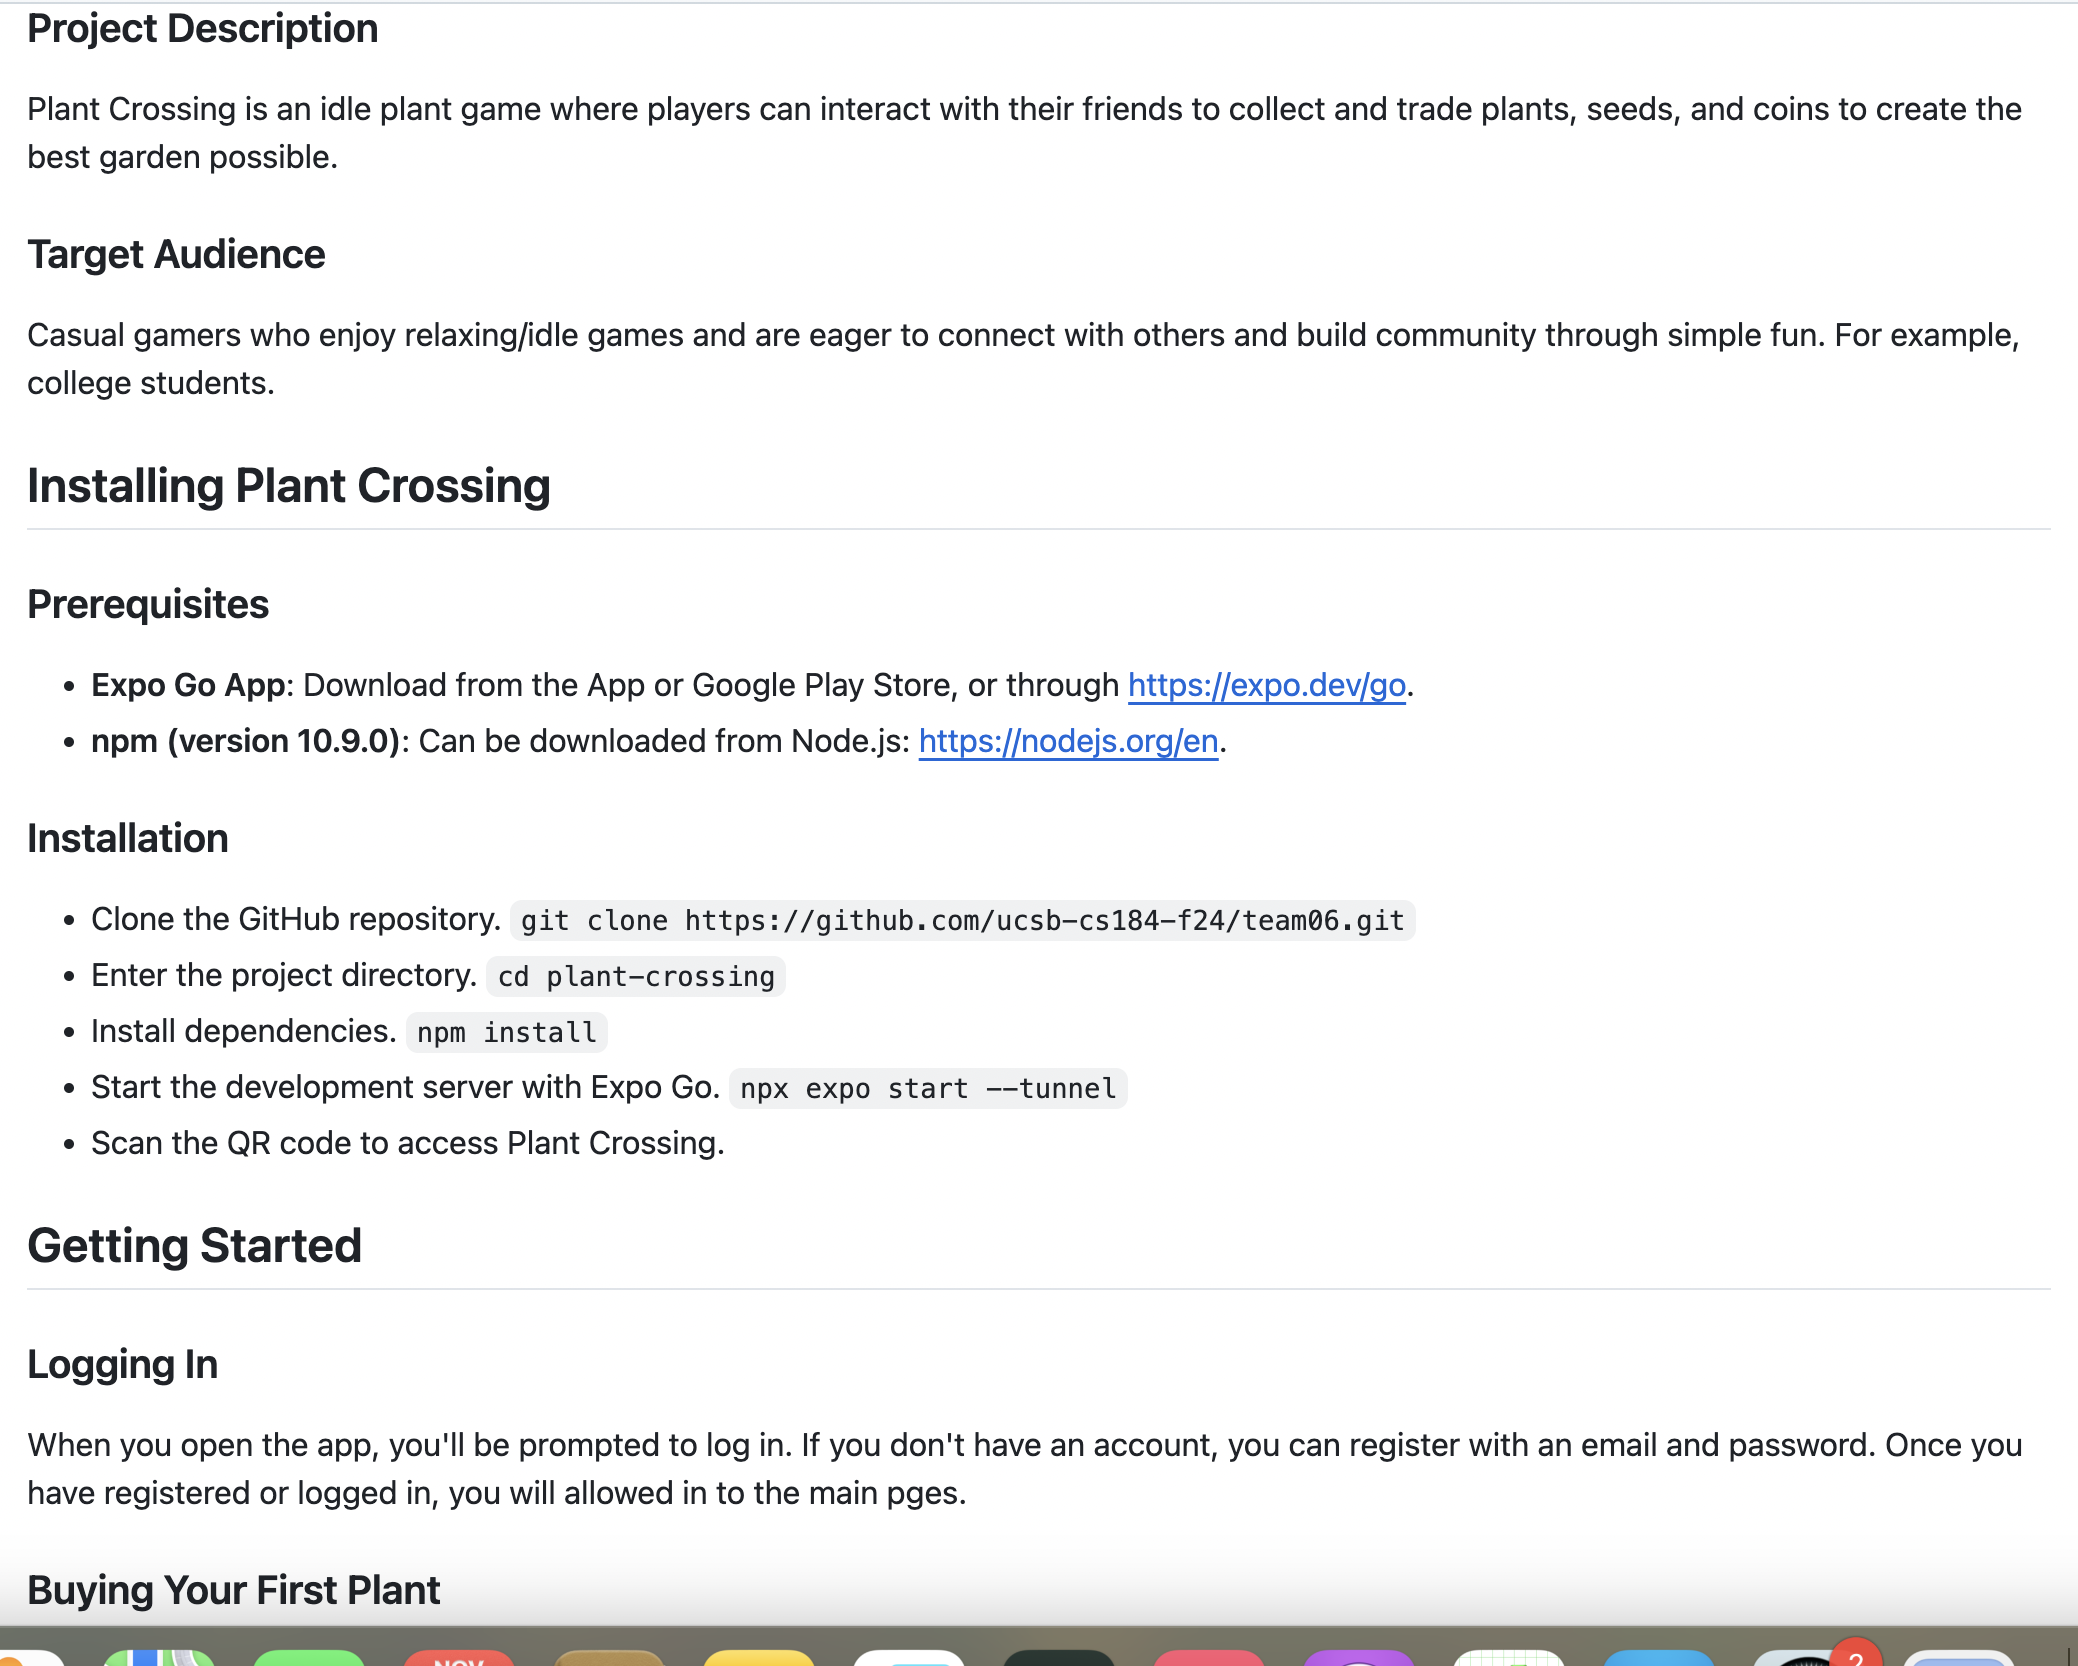 Project Description
Plant Crossing is an idle plant game where players can interact with their friends to collect and trade plants, seeds, and coins to create the
best garden possible.
Target Audience
Casual gamers who enjoy relaxing/idle games and are eager to connect with others and build community through simple fun. For example,
college students.
Installing Plant Crossing
Prerequisites
• Expo Go App: Download from the App or Google Play Store, or through https://expo.dev/go.
• npm (version 10.9.0): Can be downloaded from Node.js: https://nodejs.org/en.
Installation
• Clone the GitHub repository. git clone https://github.com/ucsb-cs184-f24/team06.git
• Enter the project directory. cd plant-crossing
• Install dependencies. npm install
• Start the development server with Expo Go. npx expo start --tunnel
• Scan the QR code to access Plant Crossing.
Getting Started
Logging In
When you open the app, you'll be prompted to log in. If you don't have an account, you can register with an email and password. Once you
have registered or logged in, you will allowed in to the main pges.
Buying Your First Plant
NOV
2